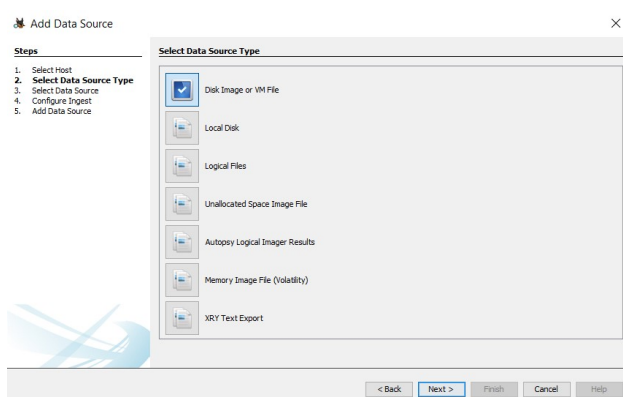 Add Data Source
Steps
1. Select Host
2. Select Data Source Type
3. Select Data Source
4. Configure Ingest
5. Add Data Source
Select Data Source Type
Disk Image or VM File
Local Disk
Logical Files
Unallocated Space Image File
Autopsy Logical Imager Results
Memory Image File (Volatility)
XRY Text Export
< Back Next > Finish Cancel Help